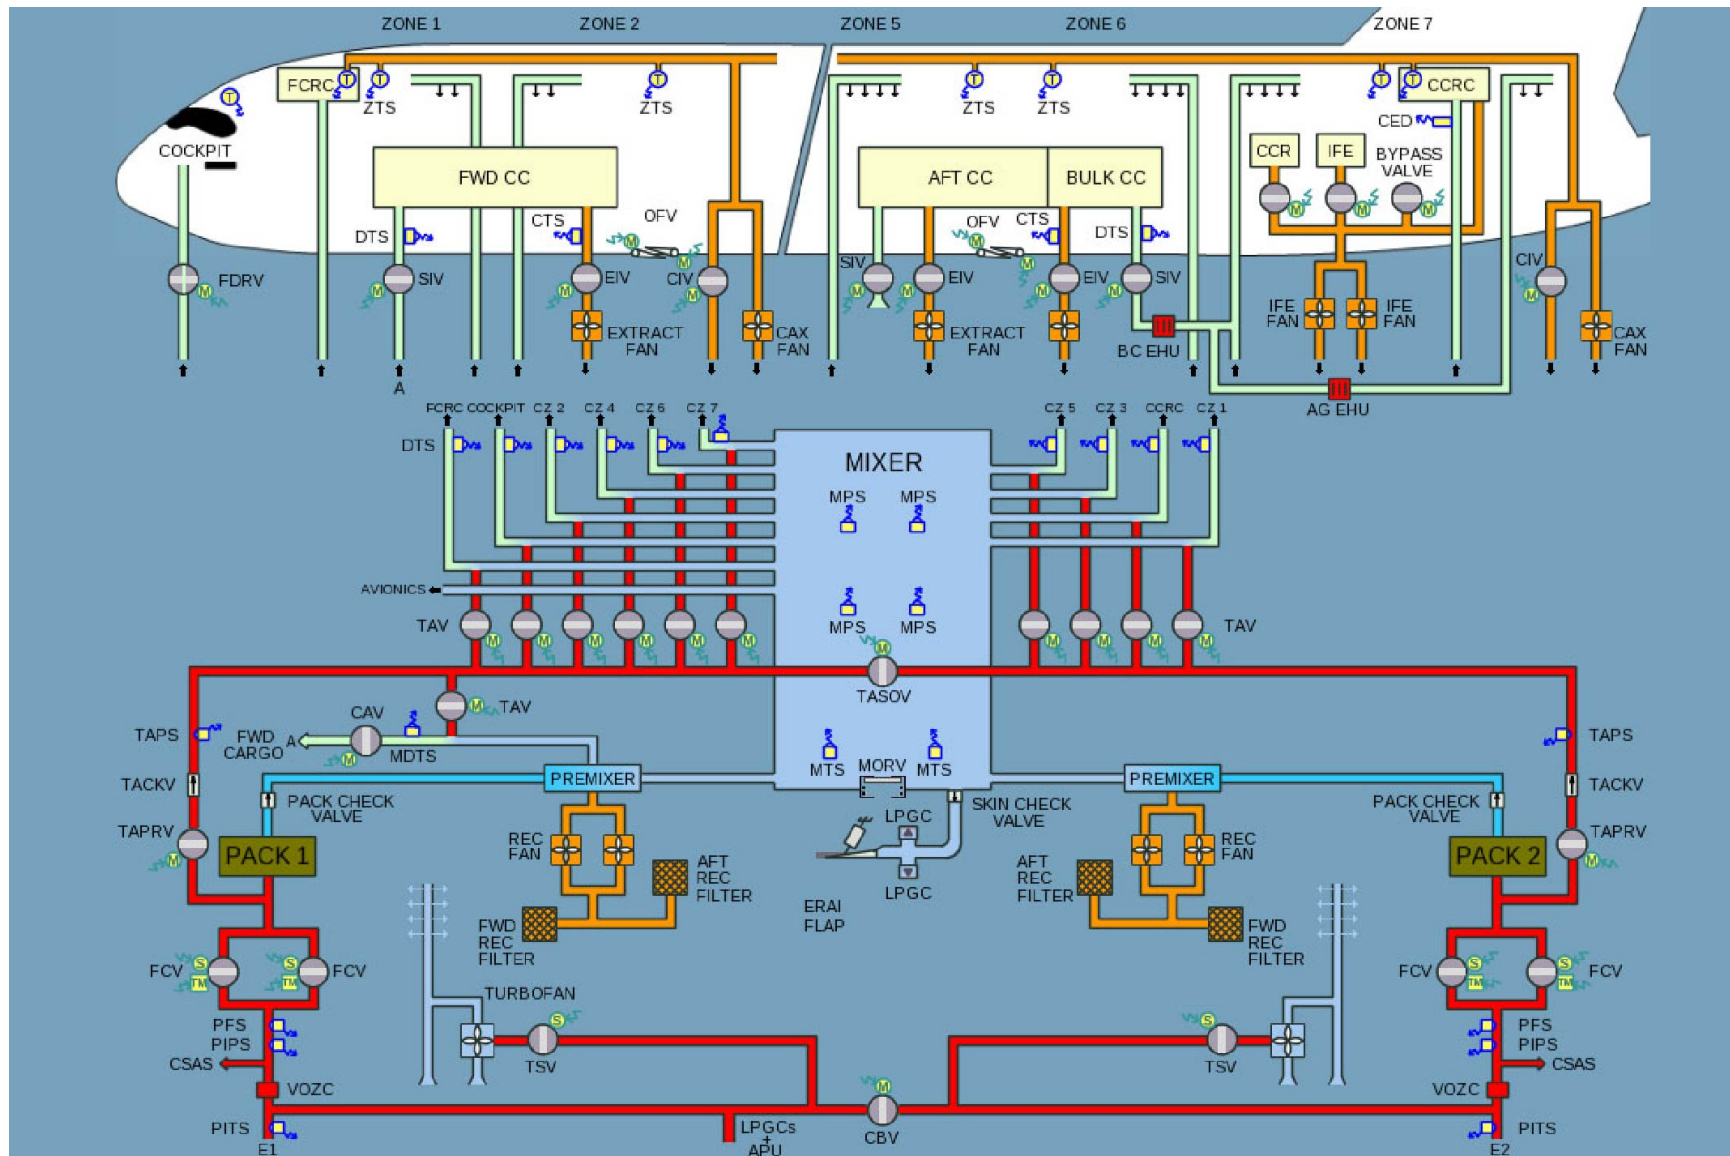 ZONE 1
ZONE 2
ZONE 5
ZONE 6
ZONE 7
FCRC
T
T
ZTS
T
ZTS
T
ZTS
T
ZTS
T
T
CCRC
T
CED
COCKPIT
FWD CC
AFT CC
BULK CC
CCR
IFE
BYPASS
VALVE
M
M
M
DTS
CTS
OFV
M
M
OFV
M
M
CTS
DTS
FDRV
M
SIV
M
EIV
M
CIV
M
SIV
M
EIV
M
EIV
M
SIV
M
CIV
M
EXTRACT
FAN
CAX
FAN
EXTRACT
FAN
BC EHU
IFE
FAN
IFE
FAN
CAX
FAN
A
AG EHU
FCRC
COCKPIT
CZ 2
CZ 4
CZ 6
CZ 7
CZ 5
CZ 3
CCRC
CZ 1
DTS
MIXER
MPS
MPS
AVIONICS
MPS
MPS
TAV
M
M
M
M
M
M
M
M
M
M
M
TAV
TASOV
TAPS
FWD
CARGO
A
CAV
M
MDTS
M
TAV
MTS
MORV
MTS
TAPS
TACKV
PACK CHECK
VALVE
PREMIXER
PREMIXER
SKIN CHECK
VALVE
PACK CHECK
VALVE
TACKV
TAPRV
M
PACK 1
REC
FAN
AFT
REC
FILTER
LPGC
LPGC
ERAI
FLAP
AFT
REC
FILTER
REC
FAN
PACK 2
TAPRV
M
FWD
REC
FILTER
FWD
REC
FILTER
FCV
S
TM
S
TM
FCV
FCV
S
TM
S
TM
FCV
TURBOFAN
PFS
PIPS
CSAS
S
TSV
S
TSV
PFS
PIPS
CSAS
VOZC
M
CBV
VOZC
PITS
E1
LPGCs
+
APU
PITS
E2